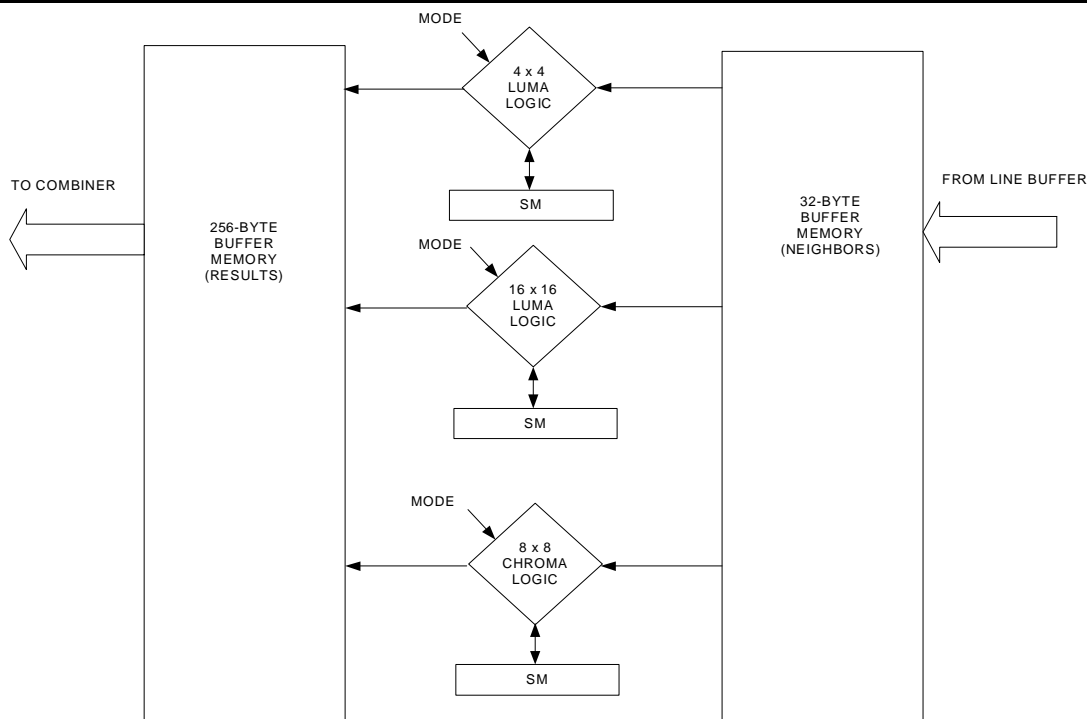 MODE
4 x 4
LUMA
LOGIC
SM
TO COMBINER
256-BYTE
BUFFER
MEMORY
(RESULTS)
FROM LINE BUFFER
32-BYTE
BUFFER
MEMORY
(NEIGHBORS)
MODE
16 x 16
LUMA
LOGIC
SM
MODE
8 x 8
CHROMA
LOGIC
SM